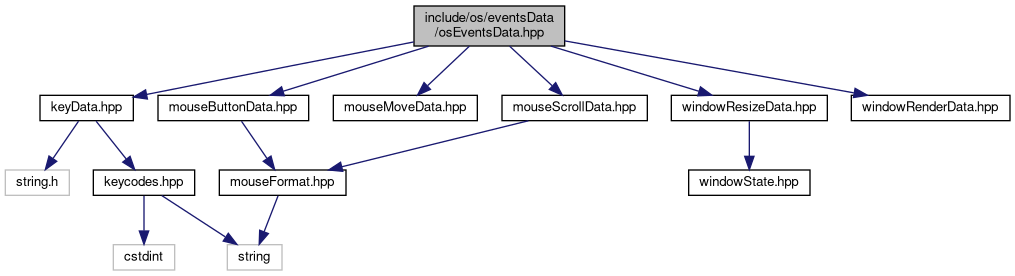 include/os/eventsData
/osEventsData.hpp
keyData.hpp
mouseButtonData.hpp
mouseMoveData.hpp
mouseScrollData.hpp
windowResizeData.hpp
windowRenderData.hpp
string.h
keycodes.hpp
mouseFormat.hpp
windowState.hpp
cstdint
string